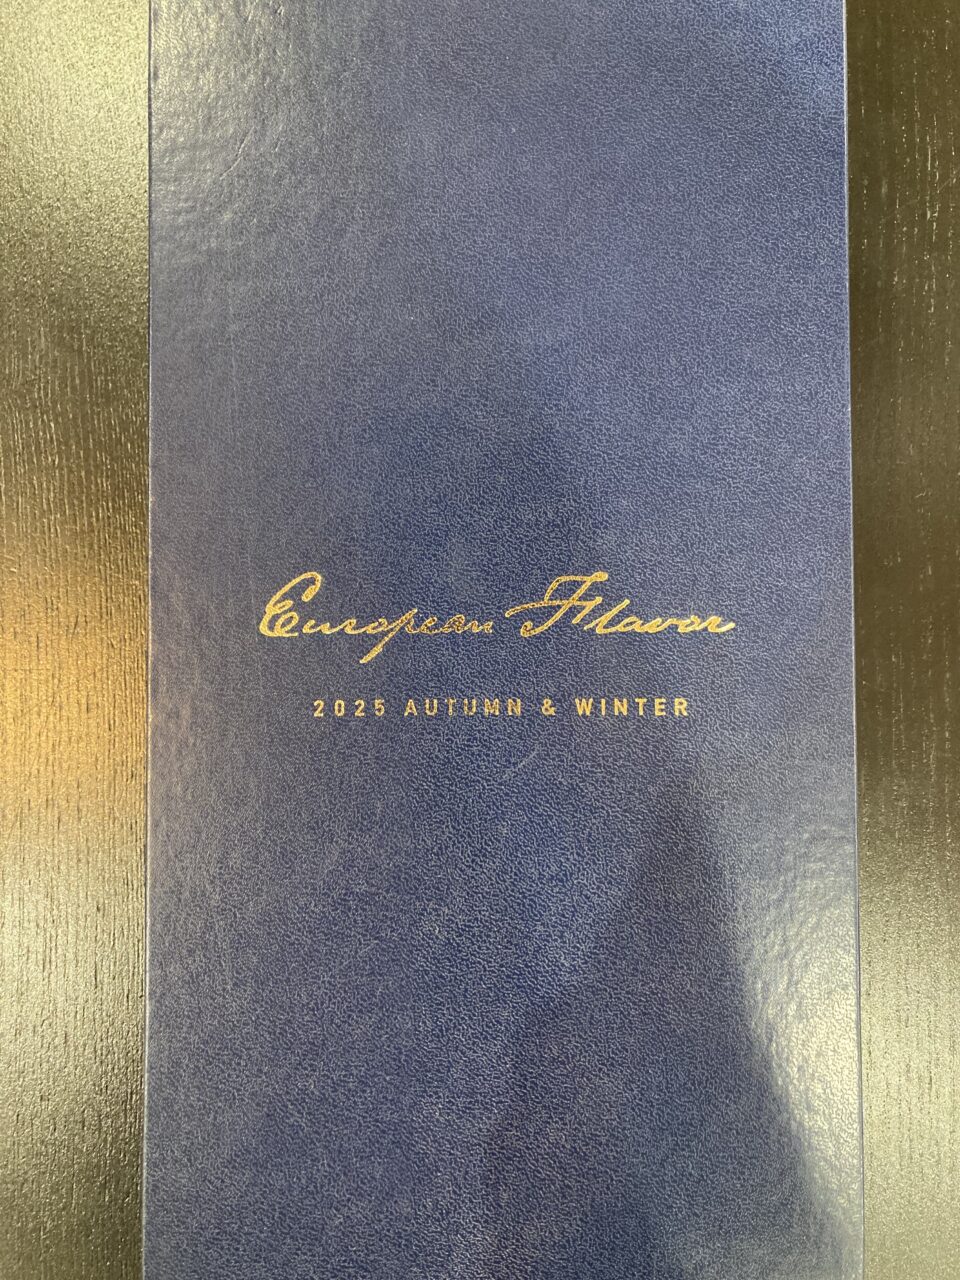 European Flavor
2025 AUTUMN & WINTER